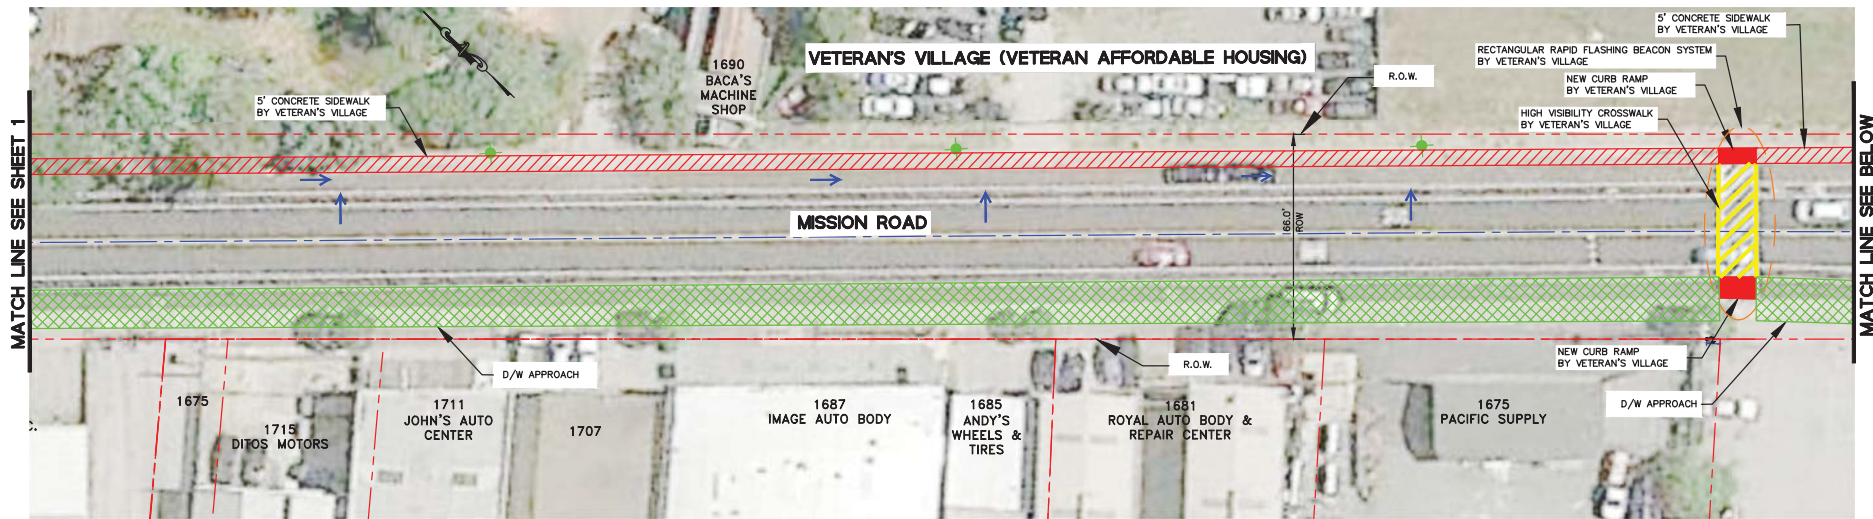 5' CONCRETE SIDEWALK
BY VETERAN'S VILLAGE
RECTANGULAR RAPID FLASHING BEACON SYSTEM
BY VETERAN'S VILLAGE
VETERAN'S VILLAGE (VETERAN AFFORDABLE HOUSING)
1690
BACA'S
MACHINE
SHOP
R.O.W.
NEW CURB RAMP
BY VETERAN'S VILLAGE
5' CONCRETE SIDEWALK
BY VETERAN'S VILLAGE
HIGH VISIBILITY CROSSWALK
BY VETERAN'S VILLAGE
MATCH LINE SEE SHEET 1
MISSION ROAD
66.0'
ROW
MATCH LINE SEE BELOW
D/W APPROACH
R.O.W.
NEW CURB RAMP
BY VETERAN'S VILLAGE
D/W APPROACH
C.
1675
1715
DITOS MOTORS
1711
JOHN'S AUTO
CENTER
1707
1687
IMAGE AUTO BODY
1685
ANDY'S
WHEELS &
TIRES
1681
ROYAL AUTO BODY &
REPAIR CENTER
1675
PACIFIC SUPPLY